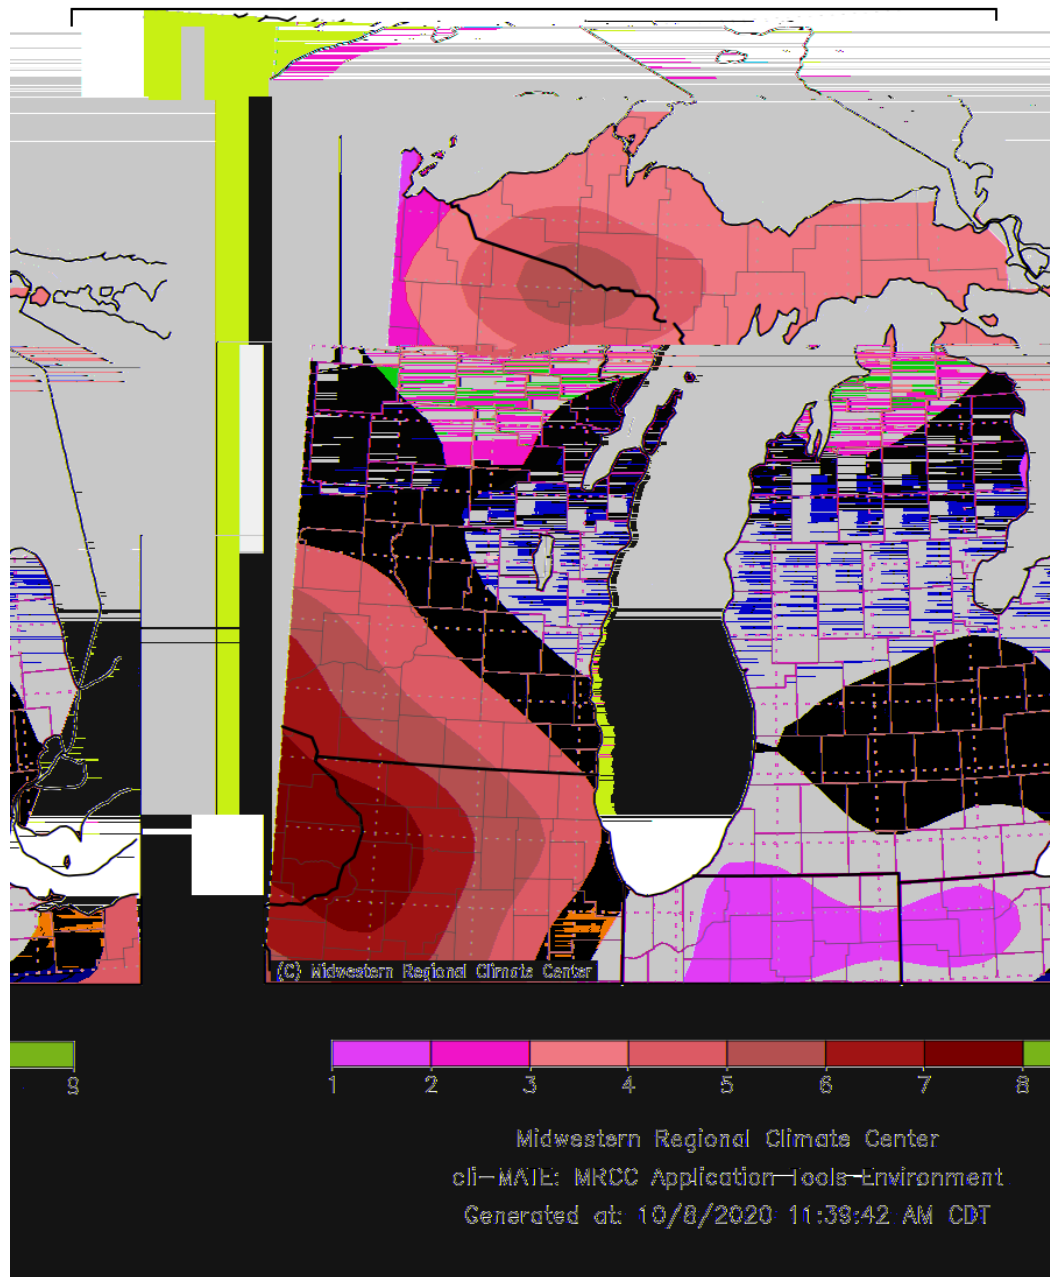 (C) Midwestern Regional Climate Center
9 1 2 3 4 5 6 7 8
Midwestern Regional Climate Center
cli-MATE: MRCC Application Tools Environment
Generated at: 10/8/2020 11:39:42 AM CDT